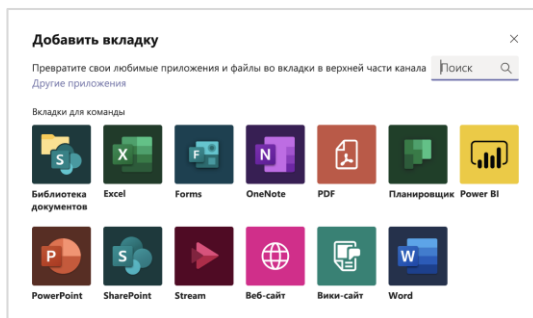 Добавить вкладку
Превратите свои любимые приложения и файлы во вкладки в верхней части канала
Поиск
Другие приложения
Вкладки для команды
Библиотека документов
Excel
Forms
OneNote
PDF
Планировщик
Power BI
PowerPoint
SharePoint
Stream
Веб-сайт
Вики-сайт
Word